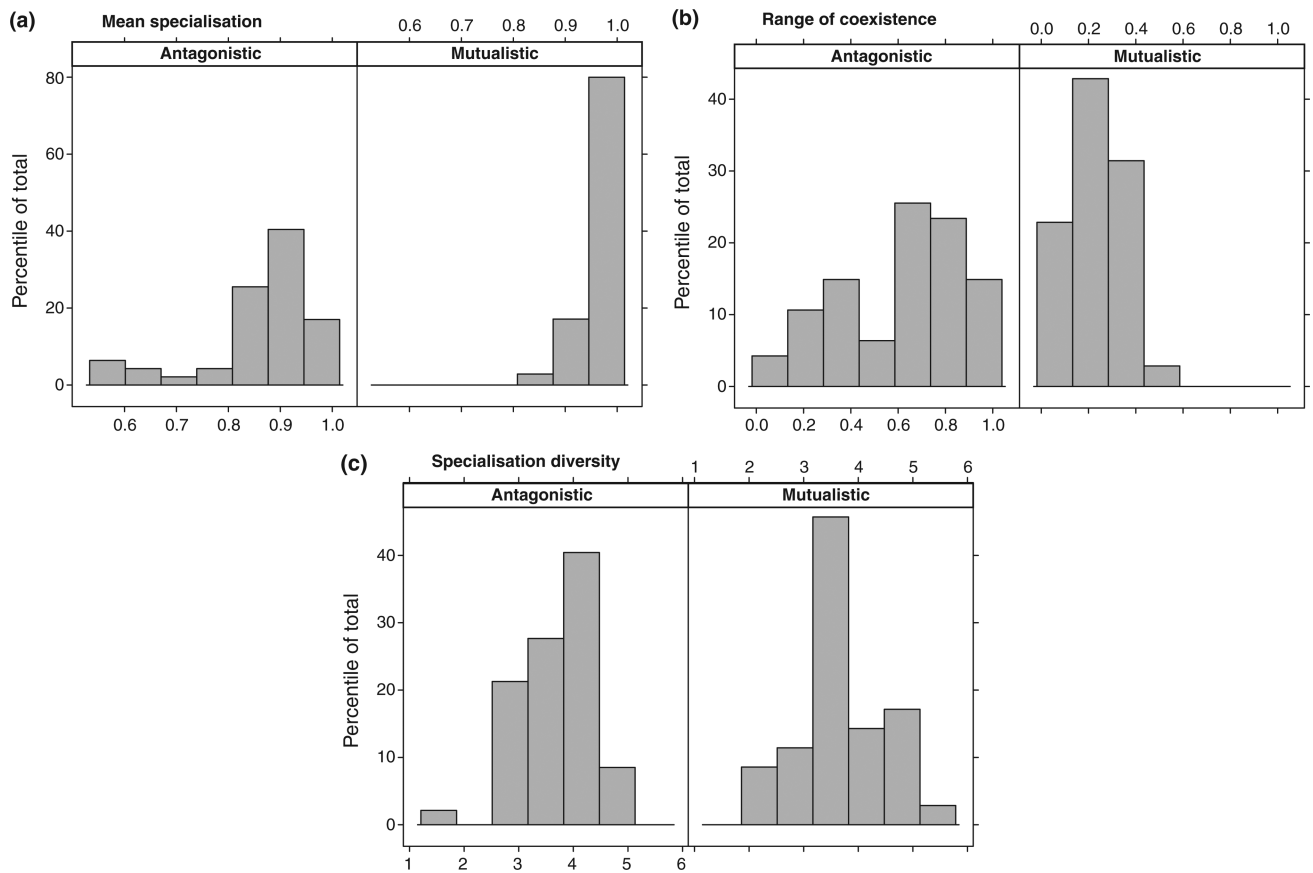 (a) Mean specialisation 0.6 0.7 0.8 0.9 1.0
Antagonistic Mutualistic
Percentile of total
80
60
40
20
0
0.6 0.7 0.8 0.9 1.0
(b) Range of coexistence 0.0 0.2 0.4 0.6 0.8 1.0
Antagonistic Mutualistic
Percentile of total
40
30
20
10
0
0.0 0.2 0.4 0.6 0.8 1.0
(c) Specialisation diversity 1 2 3 4 5 6
Antagonistic Mutualistic
Percentile of total
40
30
20
10
0
1 2 3 4 5 6